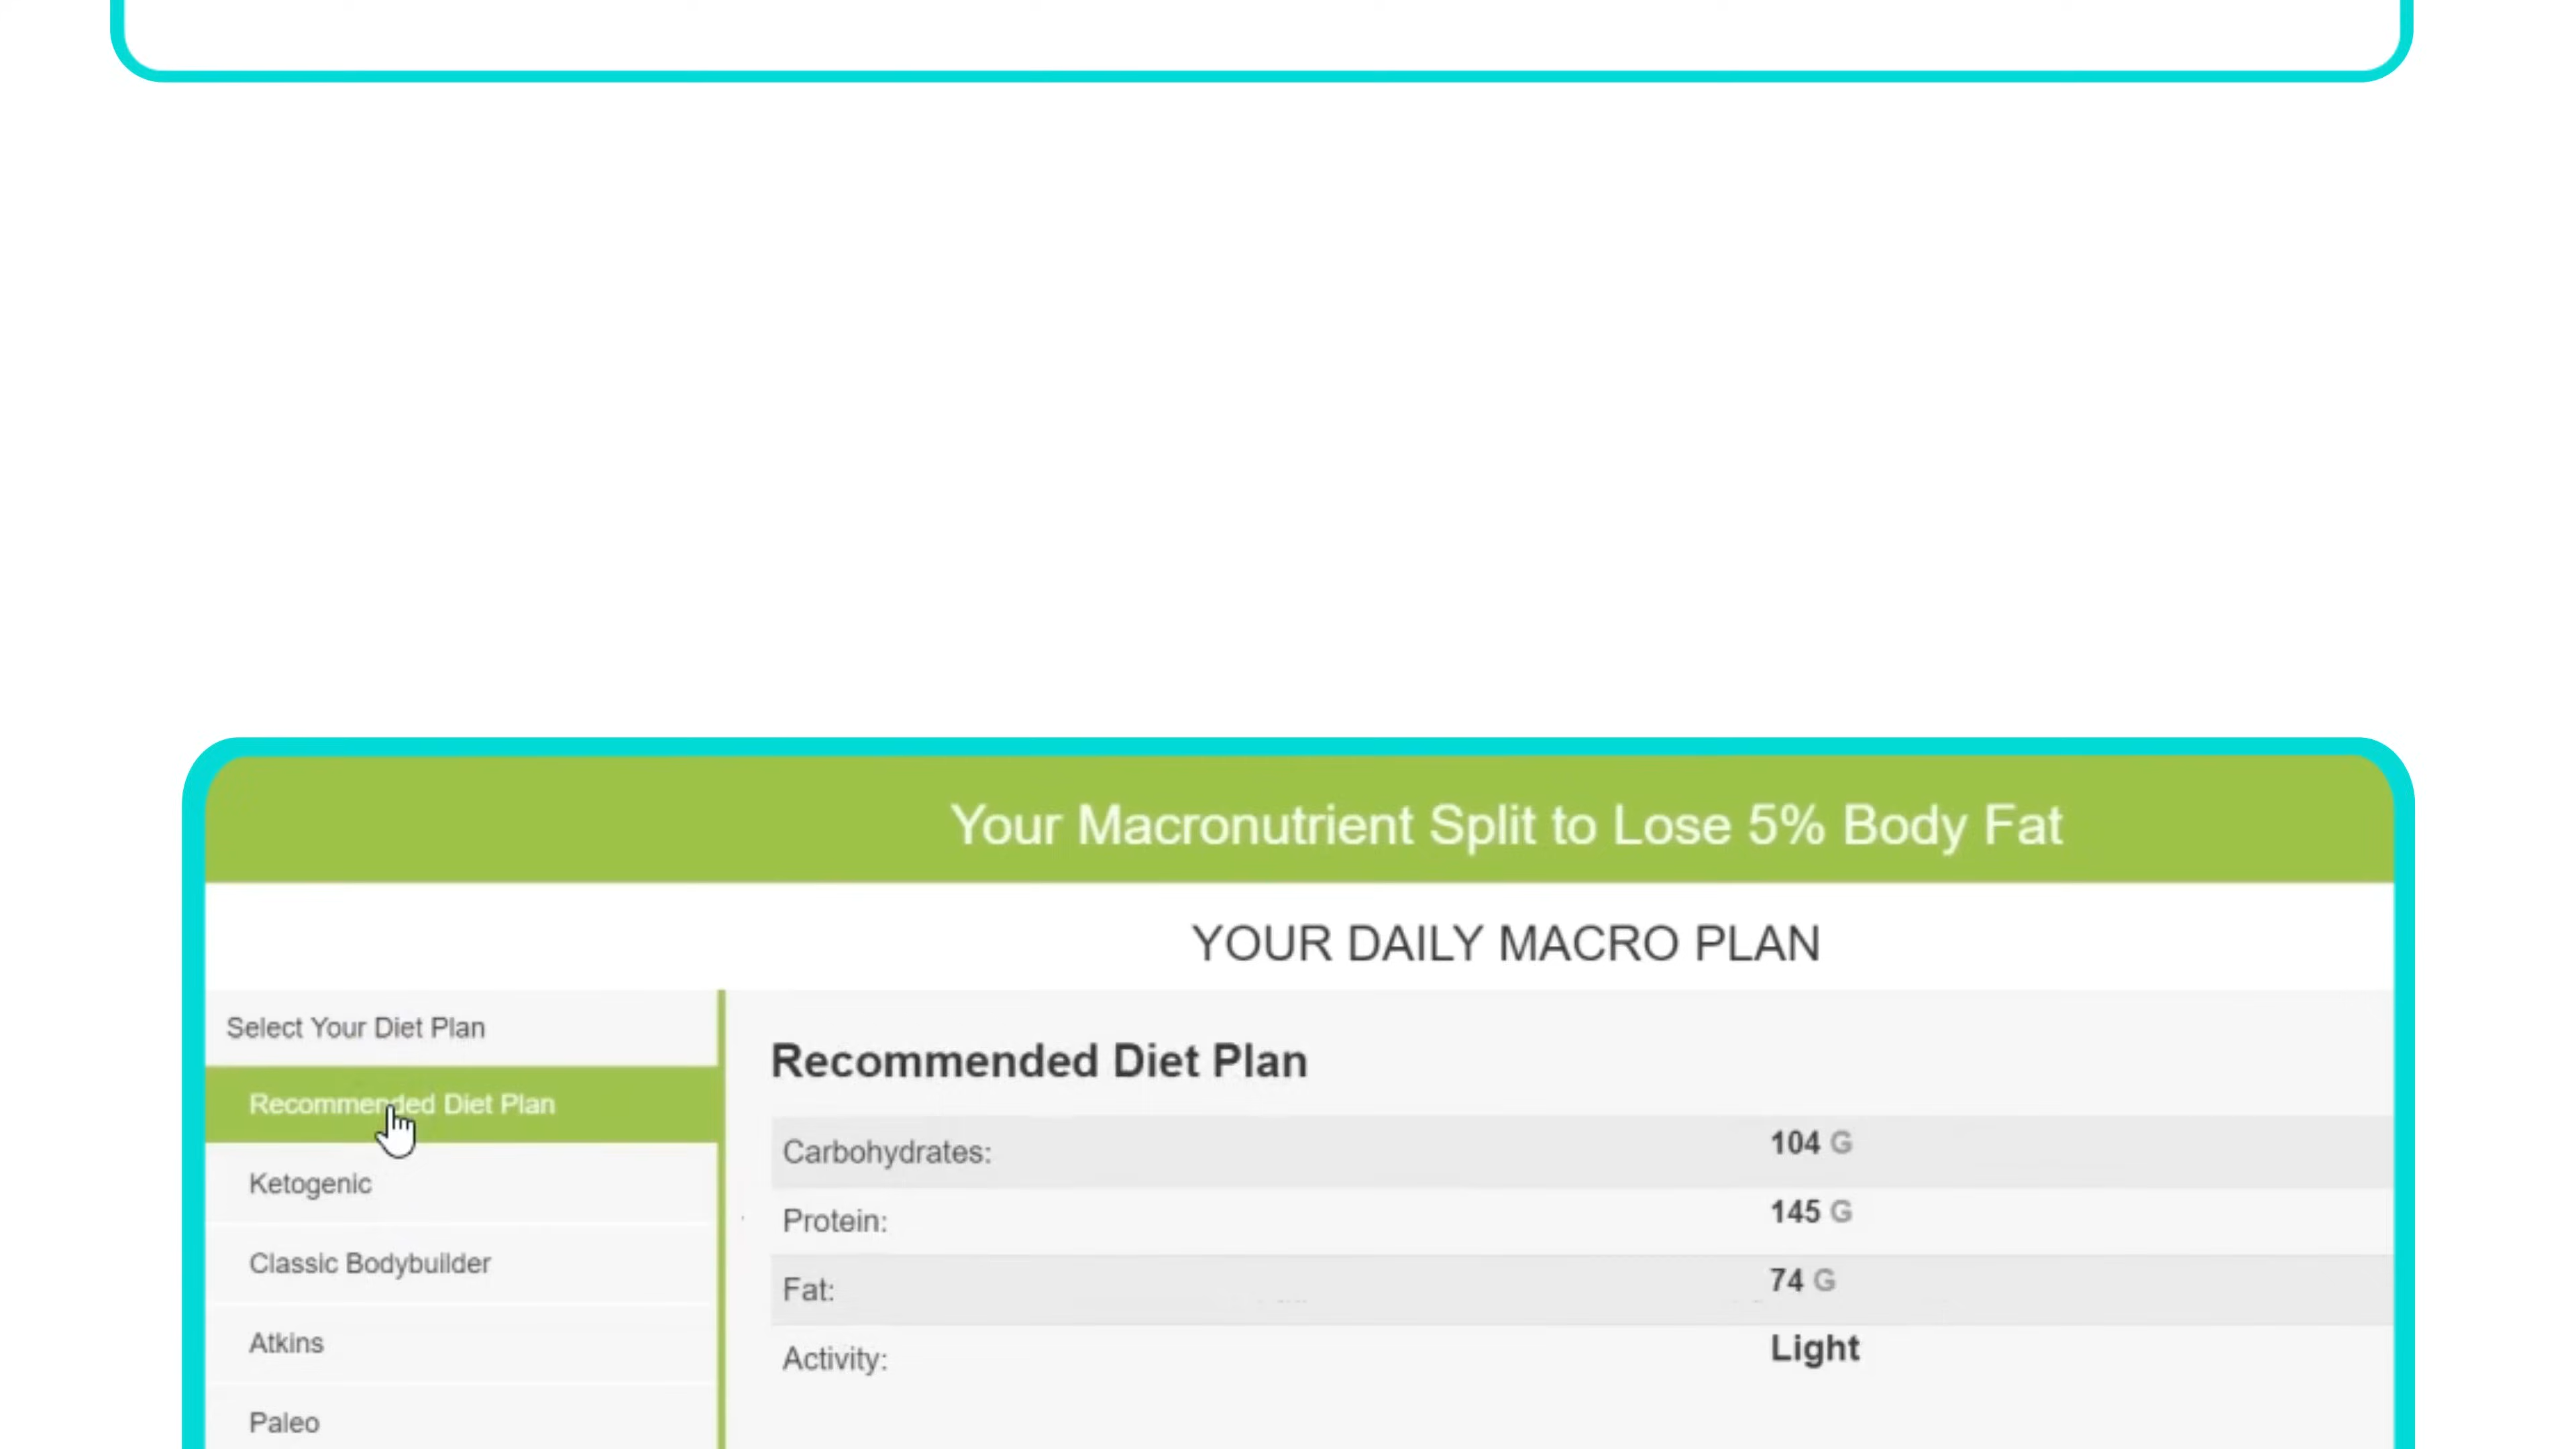 Your Macronutrient Split to Lose 5% Body Fat
YOUR DAILY MACRO PLAN
Select Your Diet Plan
Recommended Diet Plan
Ketogenic
Classic Bodybuilder
Atkins
Paleo
Recommended Diet Plan
Carbohydrates: 104 G
Protein: 145 G
Fat: 74 G
Activity: Light